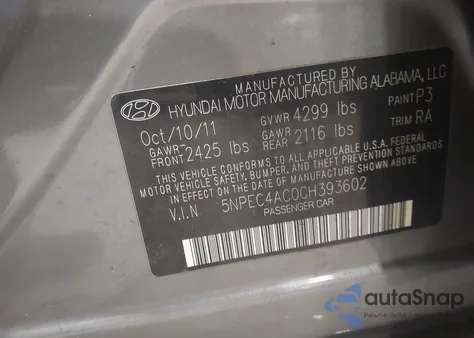 MANUFACTURED BY
HYUNDAI MOTOR MANUFACTURING ALABAMA, LLC
Oct/10/11 GVWR 4299 lbs PAINT P3
GAWR FRONT 2425 lbs GAWR REAR 2116 lbs TRIM RA
THIS VEHICLE CONFORMS TO ALL APPLICABLE FEDERAL
MOTOR VEHICLE SAFETY, BUMPER, AND THEFT
PREVENTION STANDARDS IN EFFECT ON THE DATE OF
MANUFACTURE SHOWN ABOVE.
V.I.N 5NPEC4AC0CH393602
PASSENGER CAR
autoSnap